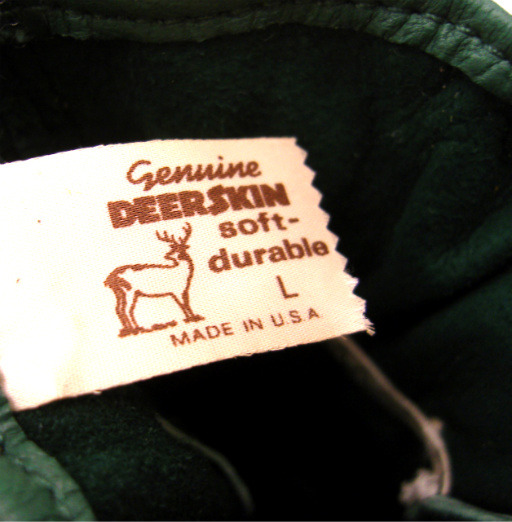 Genuine
DEERSKIN
soft-
durable
L
MADE IN U.S.A.